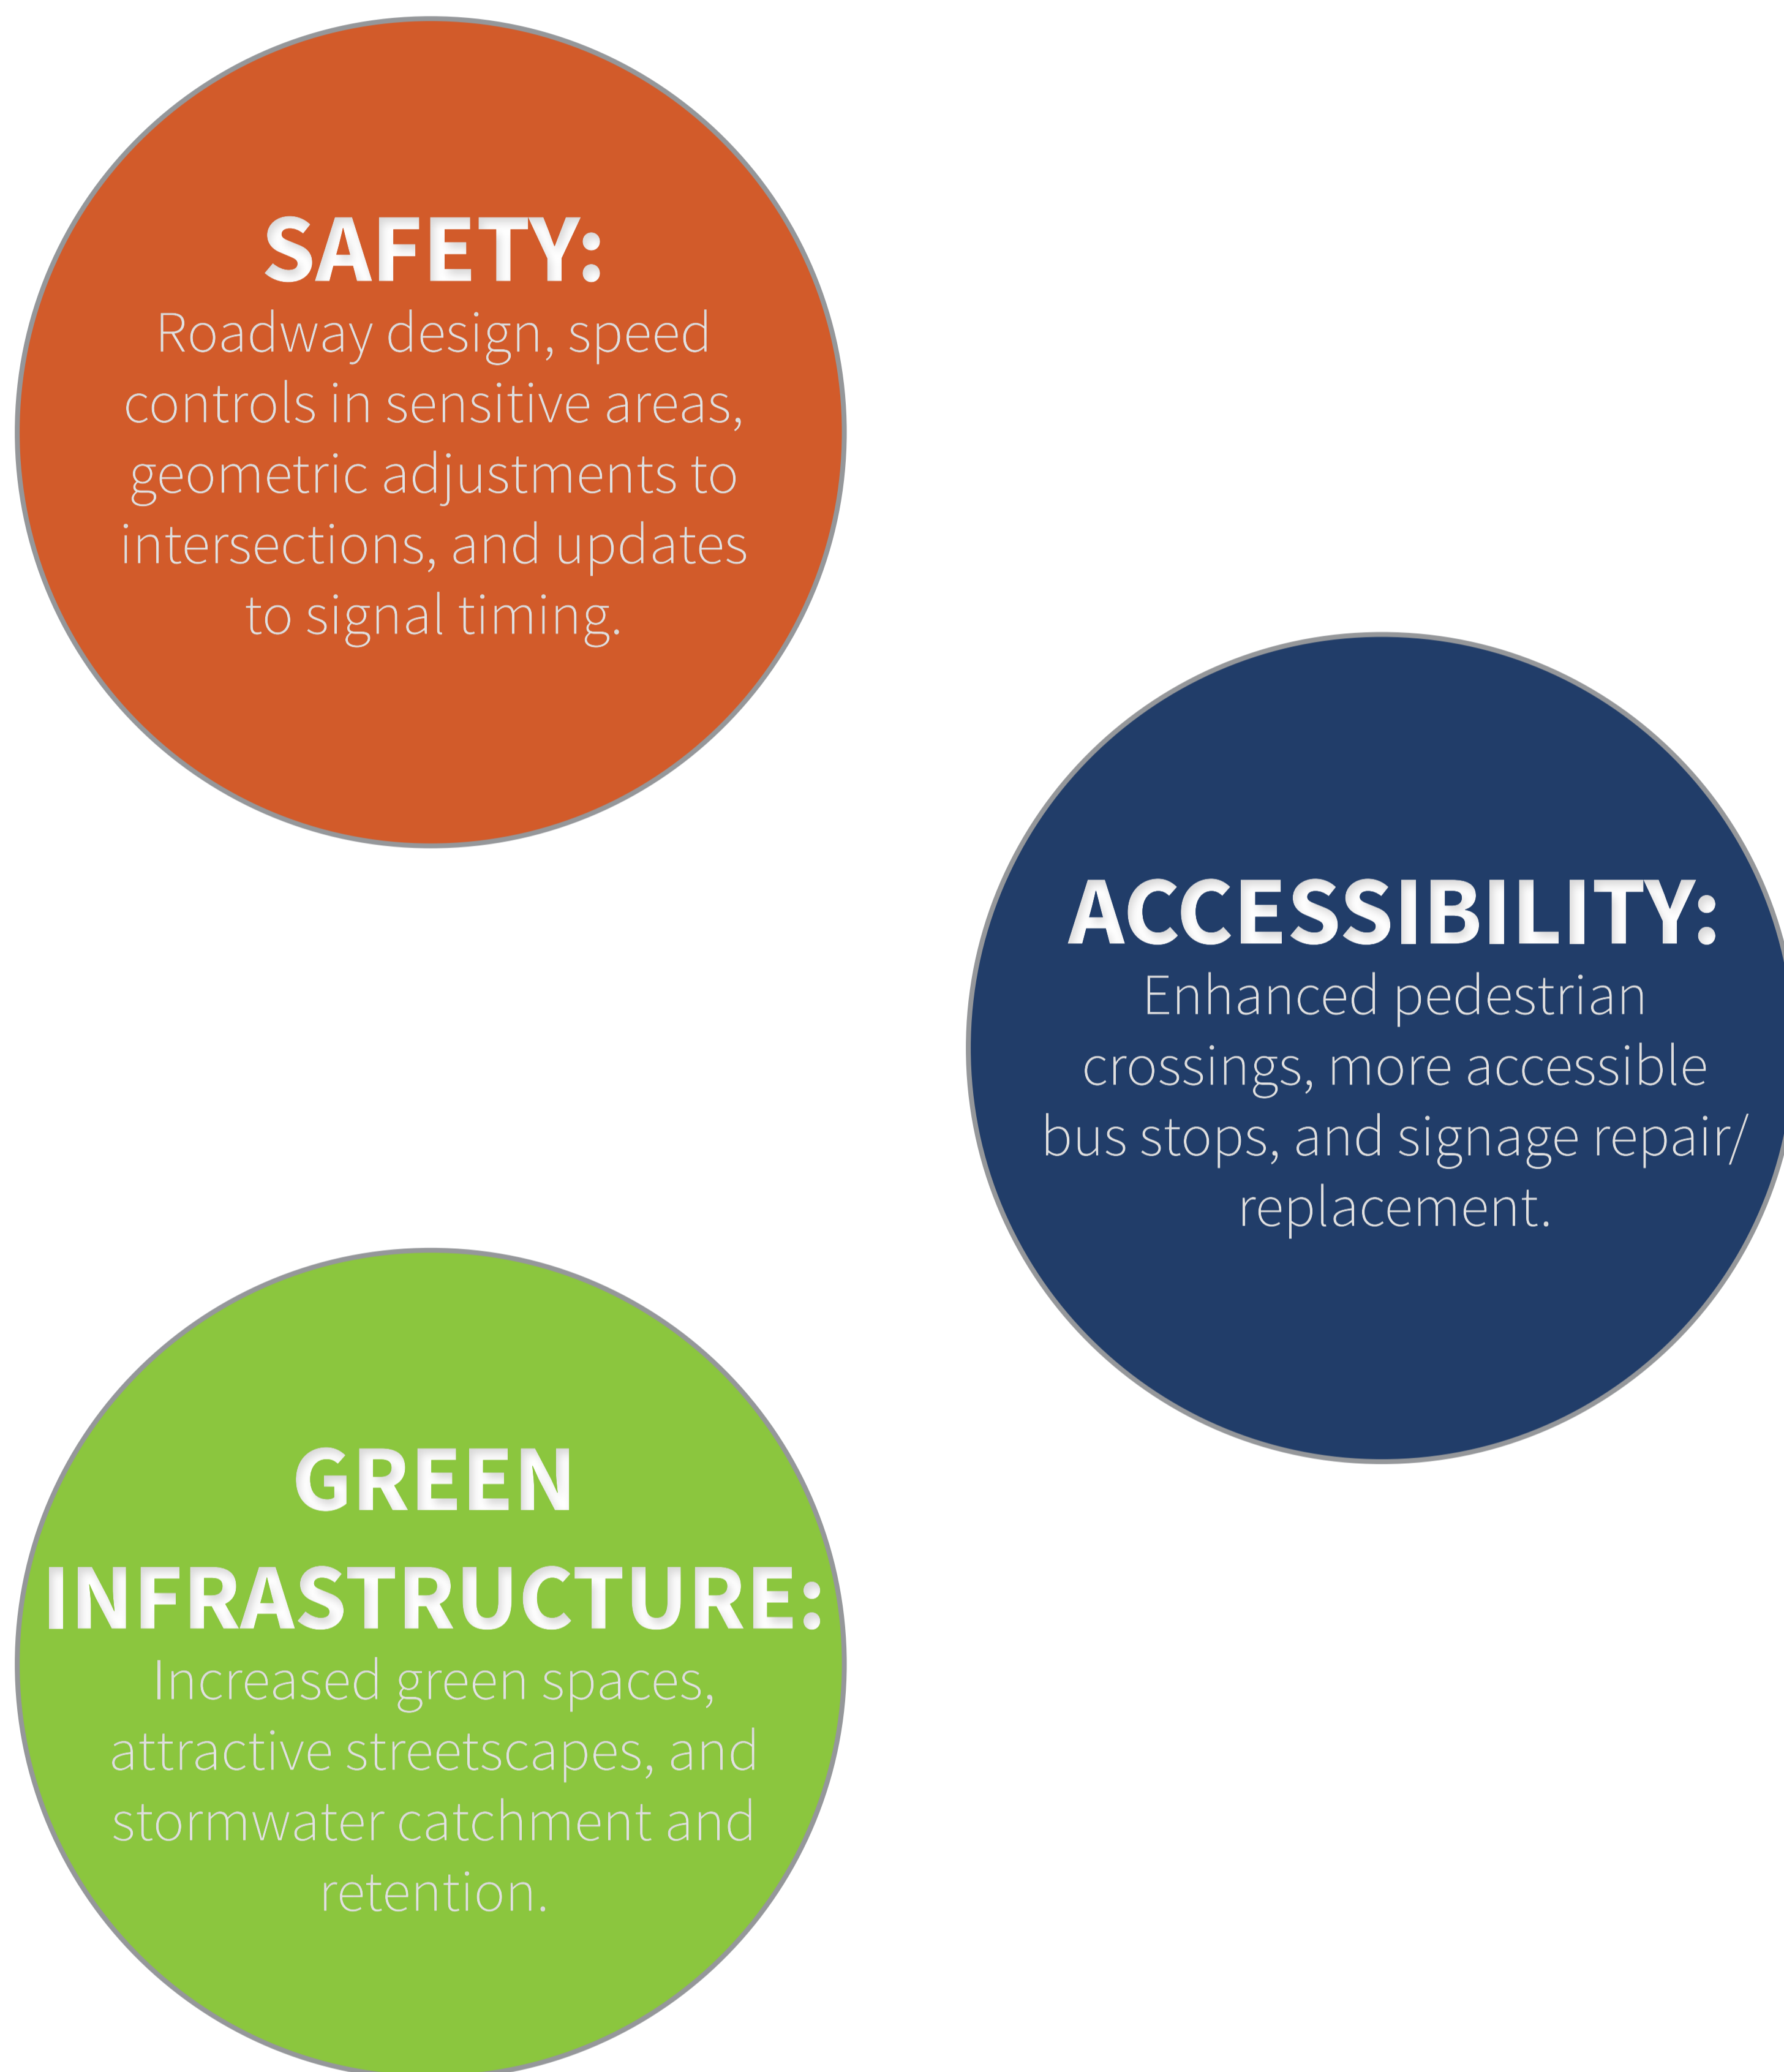 SAFETY:
Roadway design, speed
controls in sensitive areas,
geometric adjustments to
intersections, and updates
to signal timing.
ACCESSIBILITY:
Enhanced pedestrian
crossings, more accessible
bus stops, and signage repair/
replacement.
GREEN
INFRASTRUCTURE:
Increased green spaces,
attractive streetscapes, and
stormwater catchment and
retention.